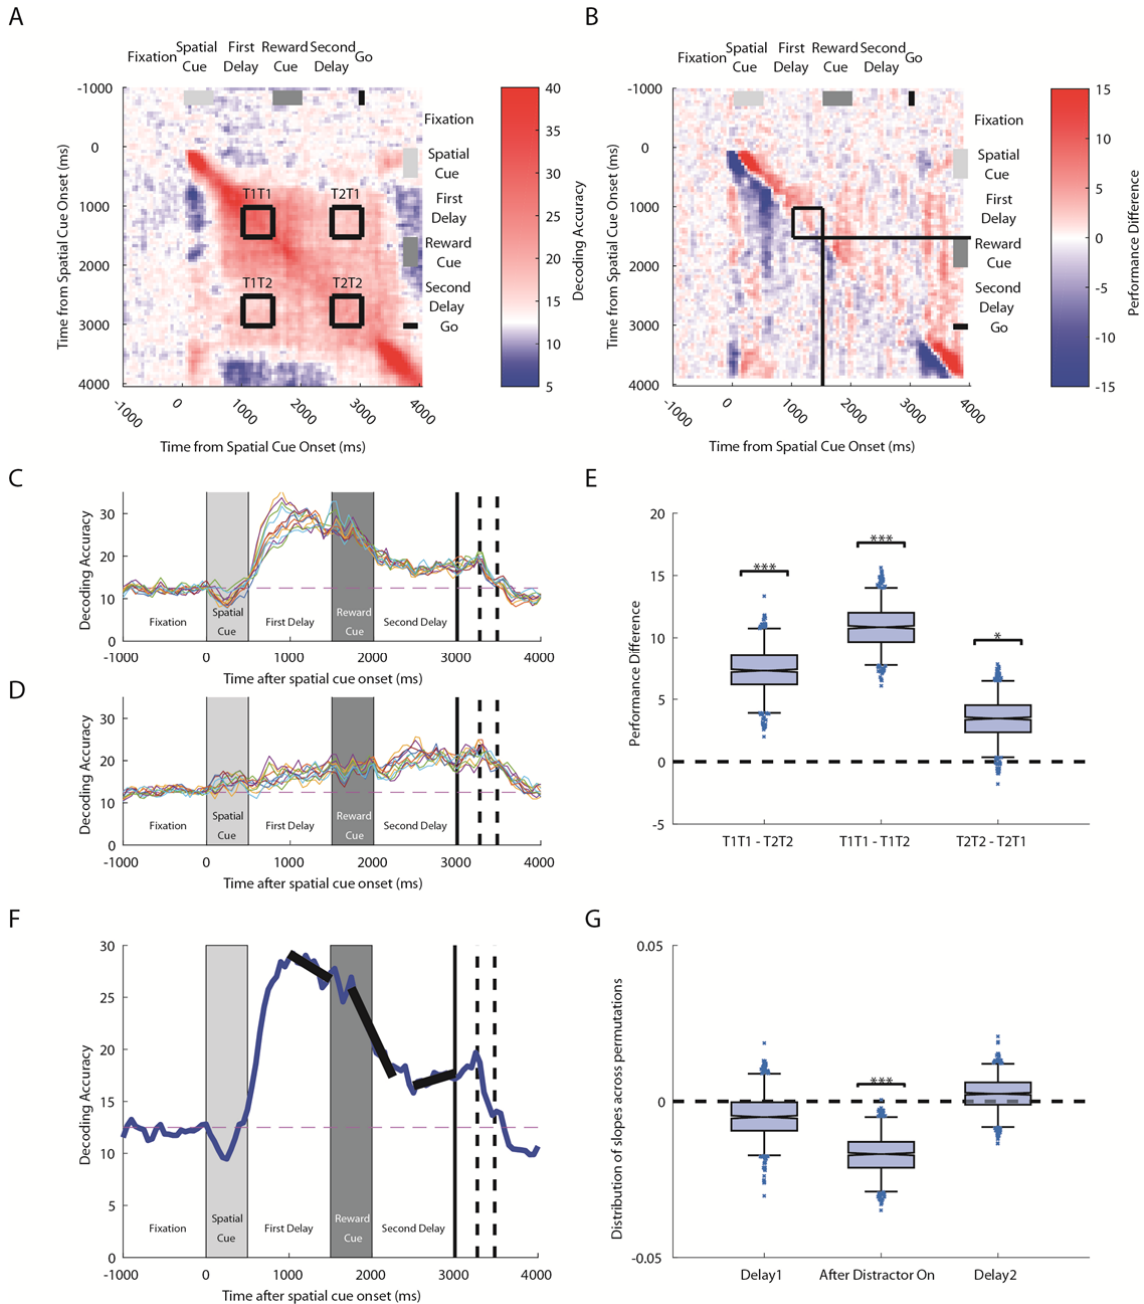 A
Fixation Spatial Cue First Delay Reward Cue Second Delay Go
-1000
0
1000
2000
3000
4000
Time from Spatial Cue Onset (ms)
T1T1
T2T1
T1T2
T2T2
Fixation
Spatial
Cue
First
Delay
Reward
Cue
Second
Delay
Go
-1000 0 1000 2000 3000 4000
Time from Spatial Cue Onset (ms)
40
35
30
25
20
15
10
5
Decoding Accuracy
B
Fixation Spatial Cue First Delay Reward Cue Second Delay Go
-1000
0
1000
2000
3000
4000
Time from Spatial Cue Onset (ms)
Fixation
Spatial
Cue
First
Delay
Reward
Cue
Second
Delay
Go
-1000 0 1000 2000 3000 4000
Time from Spatial Cue Onset (ms)
15
10
5
0
-5
-10
-15
Performance Difference
C
30
20
10
0
Decoding Accuracy
Fixation
Spatial
Cue
First Delay
Reward
Cue
Second Delay
-1000 0 1000 2000 3000 4000
Time after spatial cue onset (ms)
D
30
20
10
0
Decoding Accuracy
Fixation
Spatial
Cue
First Delay
Reward
Cue
Second Delay
-1000 0 1000 2000 3000 4000
Time after spatial cue onset (ms)
E
20
15
10
5
0
-5
Performance Difference
***
***
*
T1T1 - T2T2 T1T1 - T1T2 T2T2 - T2T1
F
30
25
20
15
10
5
0
Decoding Accuracy
Fixation
Spatial
Cue
First Delay
Reward
Cue
Second Delay
-1000 0 1000 2000 3000 4000
Time after spatial cue onset (ms)
G
0.05
0
-0.05
Distribution of slopes across permutations
***
Delay1 After Distractor On Delay2